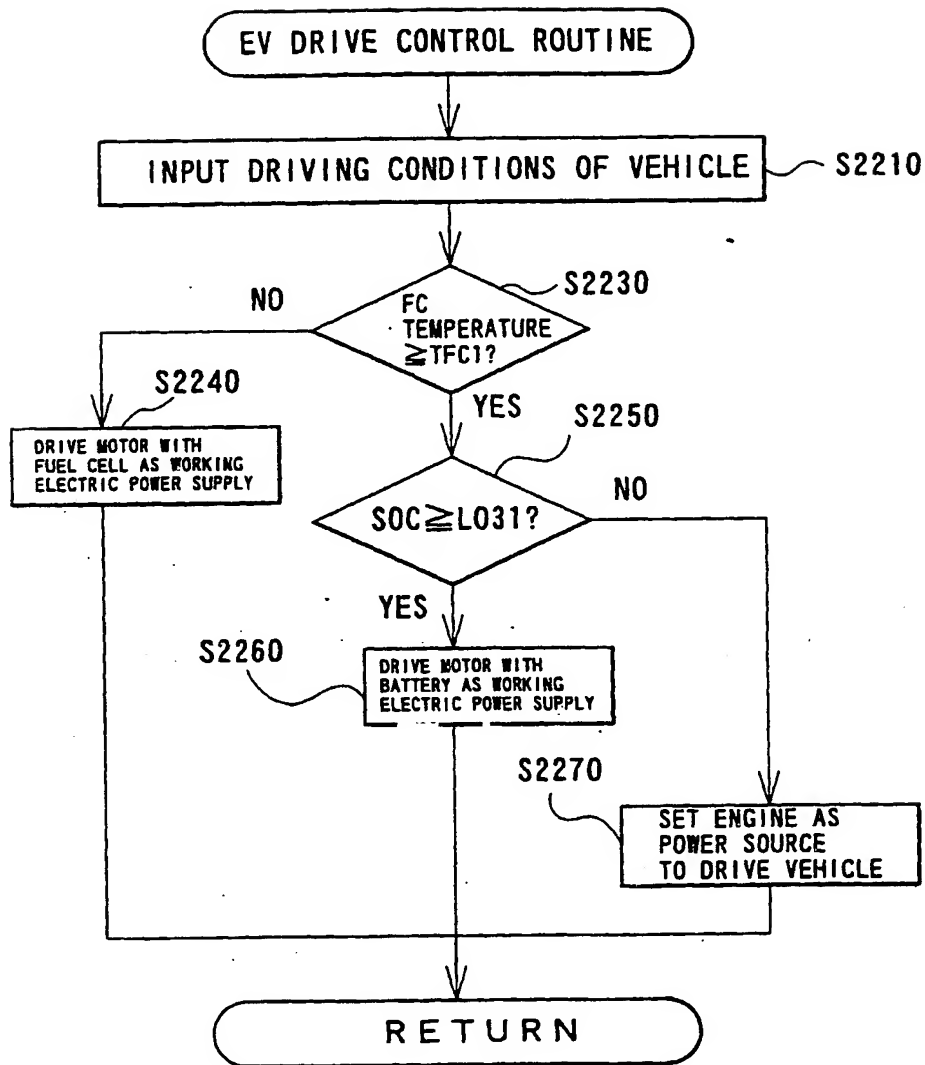 EV DRIVE CONTROL ROUTINE
INPUT DRIVING CONDITIONS OF VEHICLE
S2210
S2230
FC
TEMPERATURE
≧TFC1?
NO
YES
S2240
DRIVE MOTOR WITH
FUEL CELL AS WORKING
ELECTRIC POWER SUPPLY
S2250
SOC≧LO31?
NO
YES
S2260
DRIVE MOTOR WITH
BATTERY AS WORKING
ELECTRIC POWER SUPPLY
S2270
SET ENGINE AS
POWER SOURCE
TO DRIVE VEHICLE
RETURN